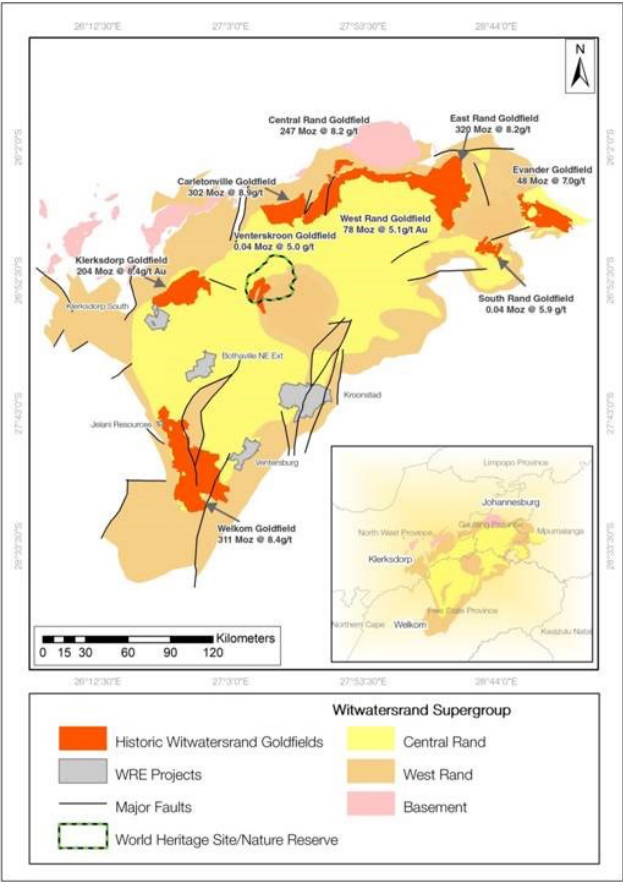 26°12'30"E 27°3'0"E 27°53'30"E 28°44'0"E
N
Central Rand Goldfield
247 Moz @ 8.2 g/t
East Rand Goldfield
320 Moz @ 8.2g/t
26°2'0"S
26°2'0"S
Carletonville Goldfield
302 Moz @ 8.9g/t
Evander Goldfield
48 Moz @ 7.0g/t
West Rand Goldfield
78 Moz @ 5.1g/t Au
Venterskroon Goldfield
0.04 Moz @ 5.0 g/t
Klerksdorp Goldfield
204 Moz @ 8.4g/t Au
26°52'30"S
26°52'30"S
South Rand Goldfield
0.04 Moz @ 5.9 g/t
Klerksdorp South
Bothaville NE Ext
Kroonstad
27°43'0"S
27°43'0"S
Jelani Resources
Ventersburg
Welkom Goldfield
311 Moz @ 8.4g/t
28°33'30"S
28°33'30"S
Limpopo Province
Johannesburg
North West Province
Gauteng Province
Mpumalanga
Klerksdorp
Free State Province
Northern Cape
Welkom
Kwazulu Natal
Kilometers
0 15 30 60 90 120
26°12'30"E 27°3'0"E 27°53'30"E 28°44'0"E
Witwatersrand Supergroup
Historic Witwatersrand Goldfields
Central Rand
WRE Projects
West Rand
Major Faults
Basement
World Heritage Site/Nature Reserve